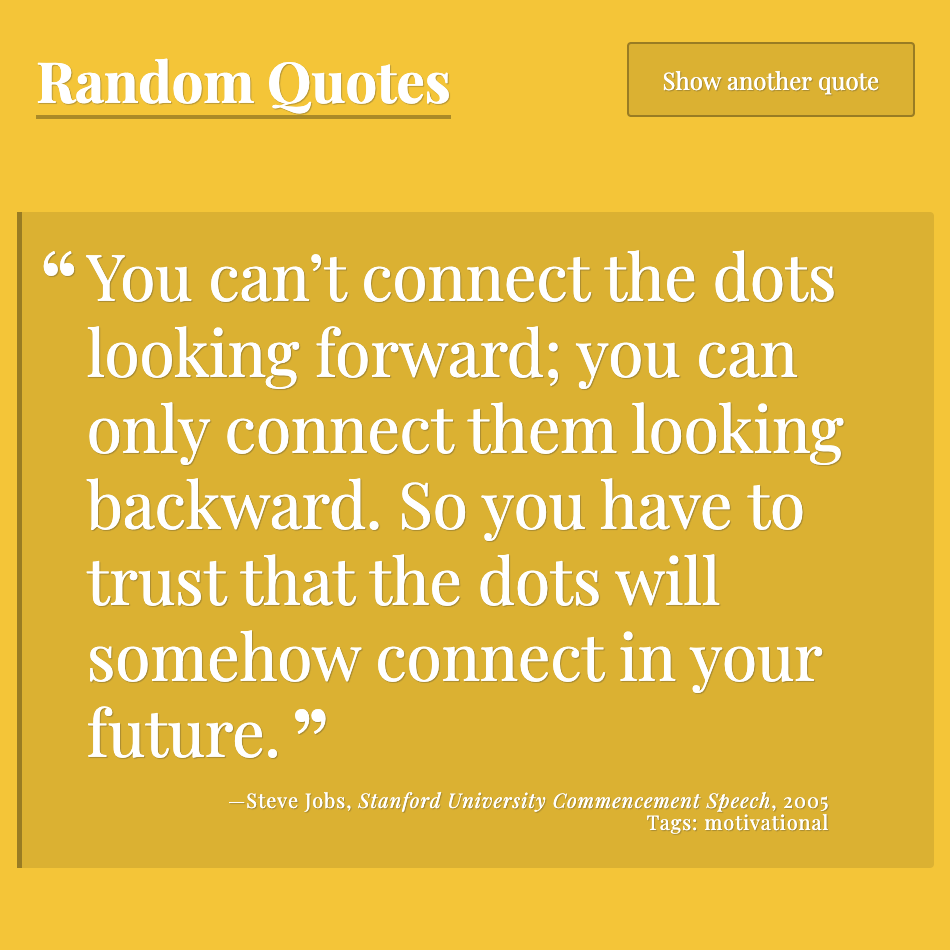 Random Quotes
Show another quote
“ You can’t connect the dots
looking forward; you can
only connect them looking
backward. So you have to
trust that the dots will
somehow connect in your
future. ”
—Steve Jobs, Stanford University Commencement Speech, 2005
Tags: motivational